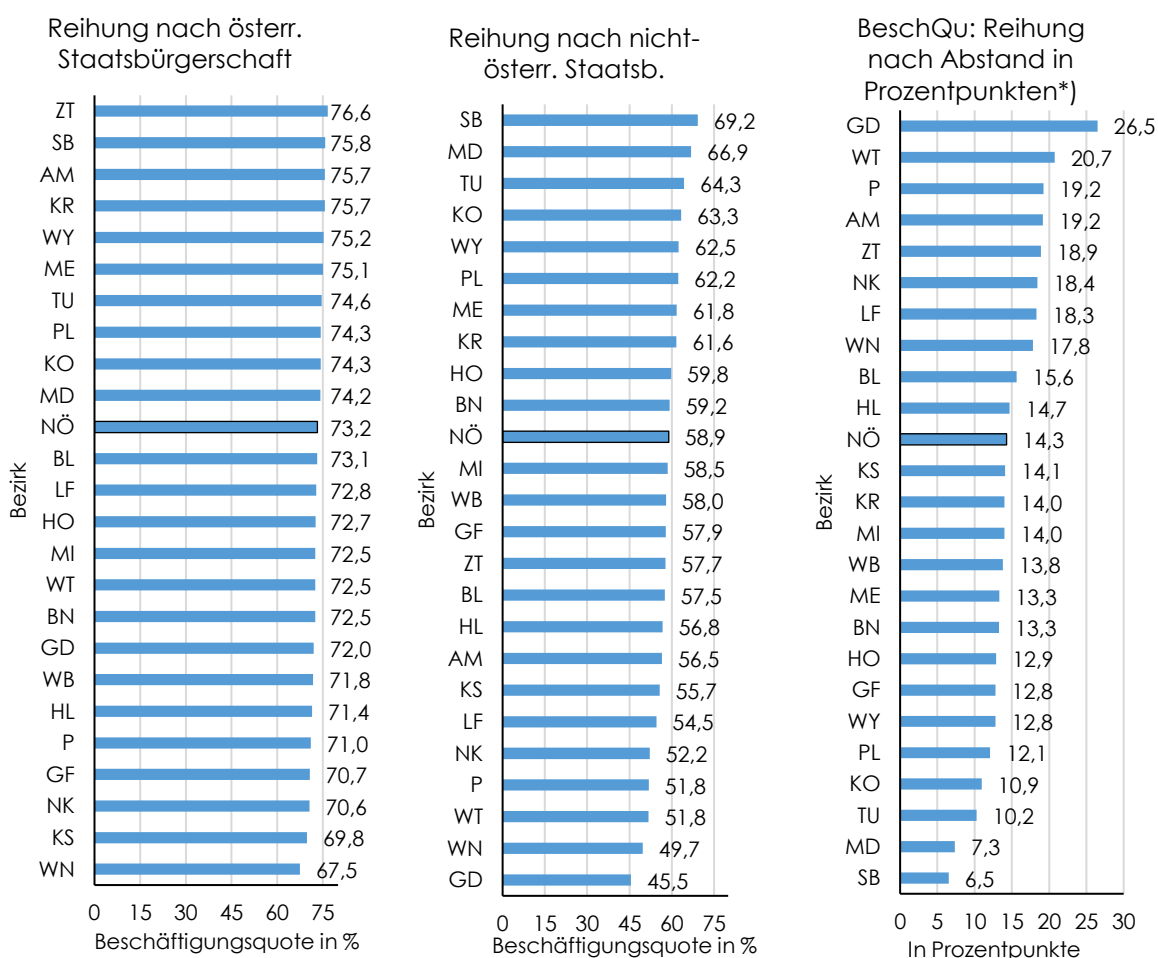 Reihung nach österr.
Staatsbürgerschaft
ZT 76,6
SB 75,8
AM 75,7
KR 75,7
WY 75,2
ME 75,1
TU 74,6
PL 74,3
KO 74,3
MD 74,2
NÖ 73,2
BL 73,1
LF 72,8
HO 72,7
MI 72,5
WT 72,5
BN 72,5
GD 72,0
WB 71,8
HL 71,4
P 71,0
GF 70,7
NK 70,6
KS 69,8
WN 67,5
Bezirk
0 15 30 45 60 75
Beschäftigungsquote in %
Reihung nach nicht-
österr. Staatsb.
SB 69,2
MD 66,9
TU 64,3
KO 63,3
WY 62,5
PL 62,2
ME 61,8
KR 61,6
HO 59,8
BN 59,2
NÖ 58,9
MI 58,5
WB 58,0
GF 57,9
ZT 57,7
BL 57,5
HL 56,8
AM 56,5
KS 55,7
LF 54,5
NK 52,2
P 51,8
WT 51,8
WN 49,7
GD 45,5
Bezirk
0 15 30 45 60 75
Beschäftigungsquote in %
BeschQu: Reihung
nach Abstand in
Prozentpunkten*)
GD 26,5
WT 20,7
P 19,2
AM 19,2
ZT 18,9
NK 18,4
LF 18,3
WN 17,8
BL 15,6
HL 14,7
NÖ 14,3
KS 14,1
KR 14,0
MI 14,0
WB 13,8
ME 13,3
BN 13,3
HO 12,9
GF 12,8
WY 12,8
PL 12,1
KO 10,9
TU 10,2
MD 7,3
SB 6,5
Bezirk
0 5 10 15 20 25 30
In Prozentpunkte